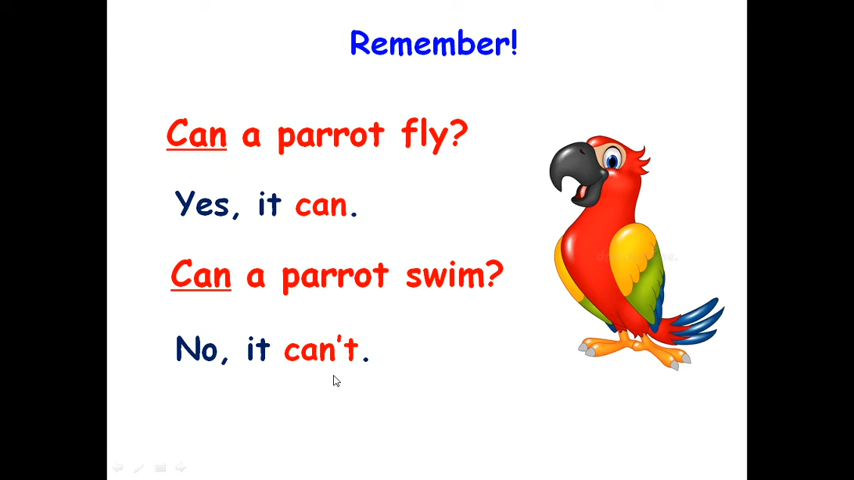 Remember!
Can a parrot fly?
Yes, it can.
Can a parrot swim?
No, it can't.